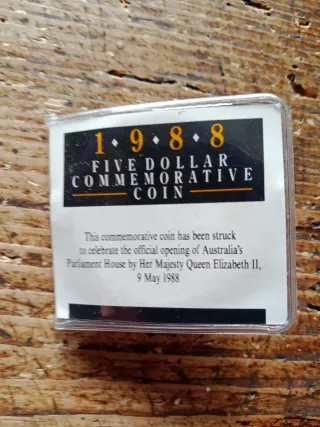 1 ♦ 9 ♦ 8 ♦ 8
FIVE DOLLAR
COMMEMORATIVE
COIN
This commemorative coin has been struck
to celebrate the official opening of Australia's
Parliament House by Her Majesty Queen Elizabeth II,
9 May 1988